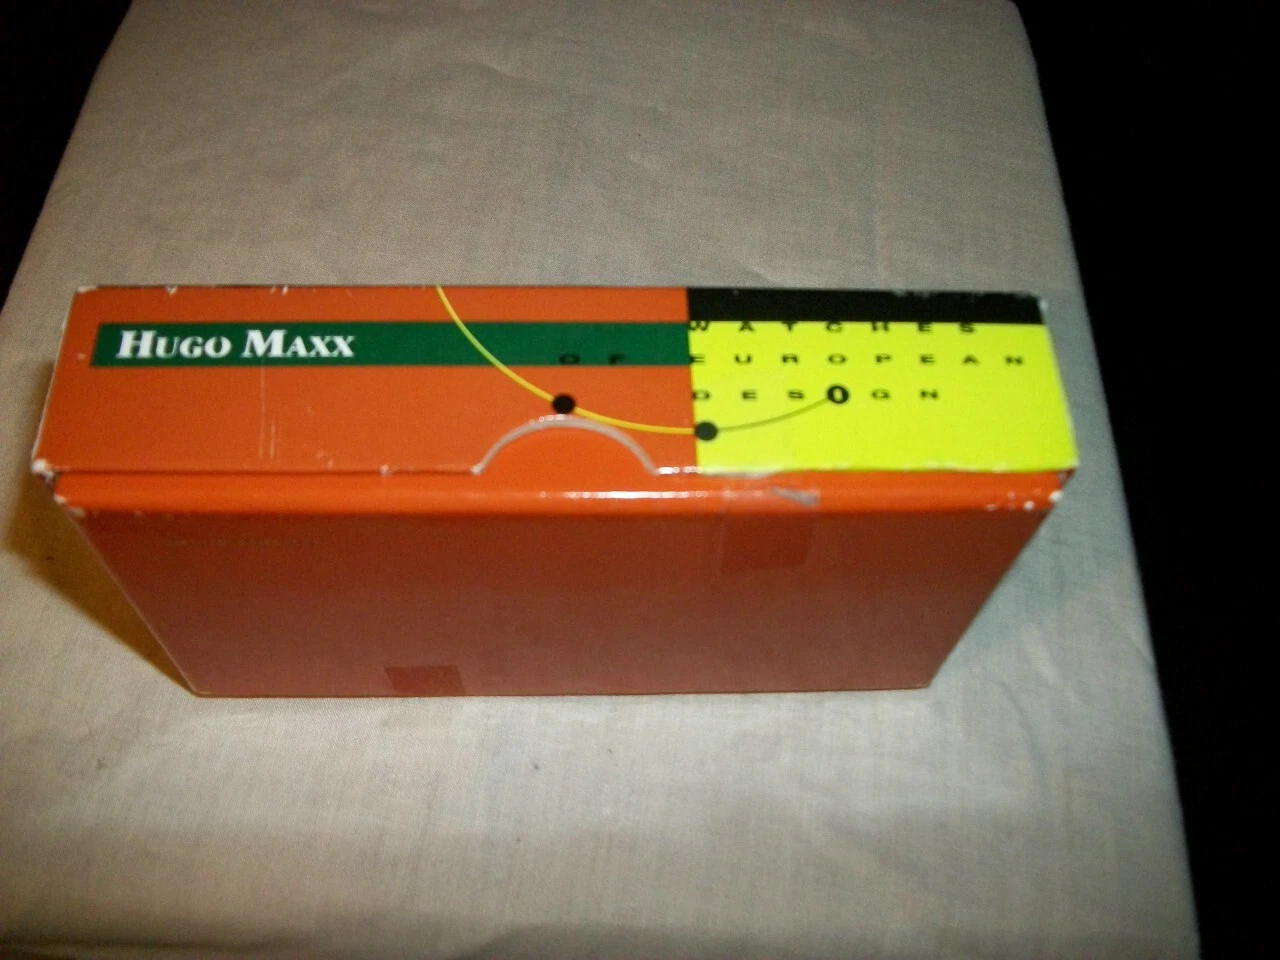 HUGO MAXX
WATCHES
OF EUROPEAN
DESIGN